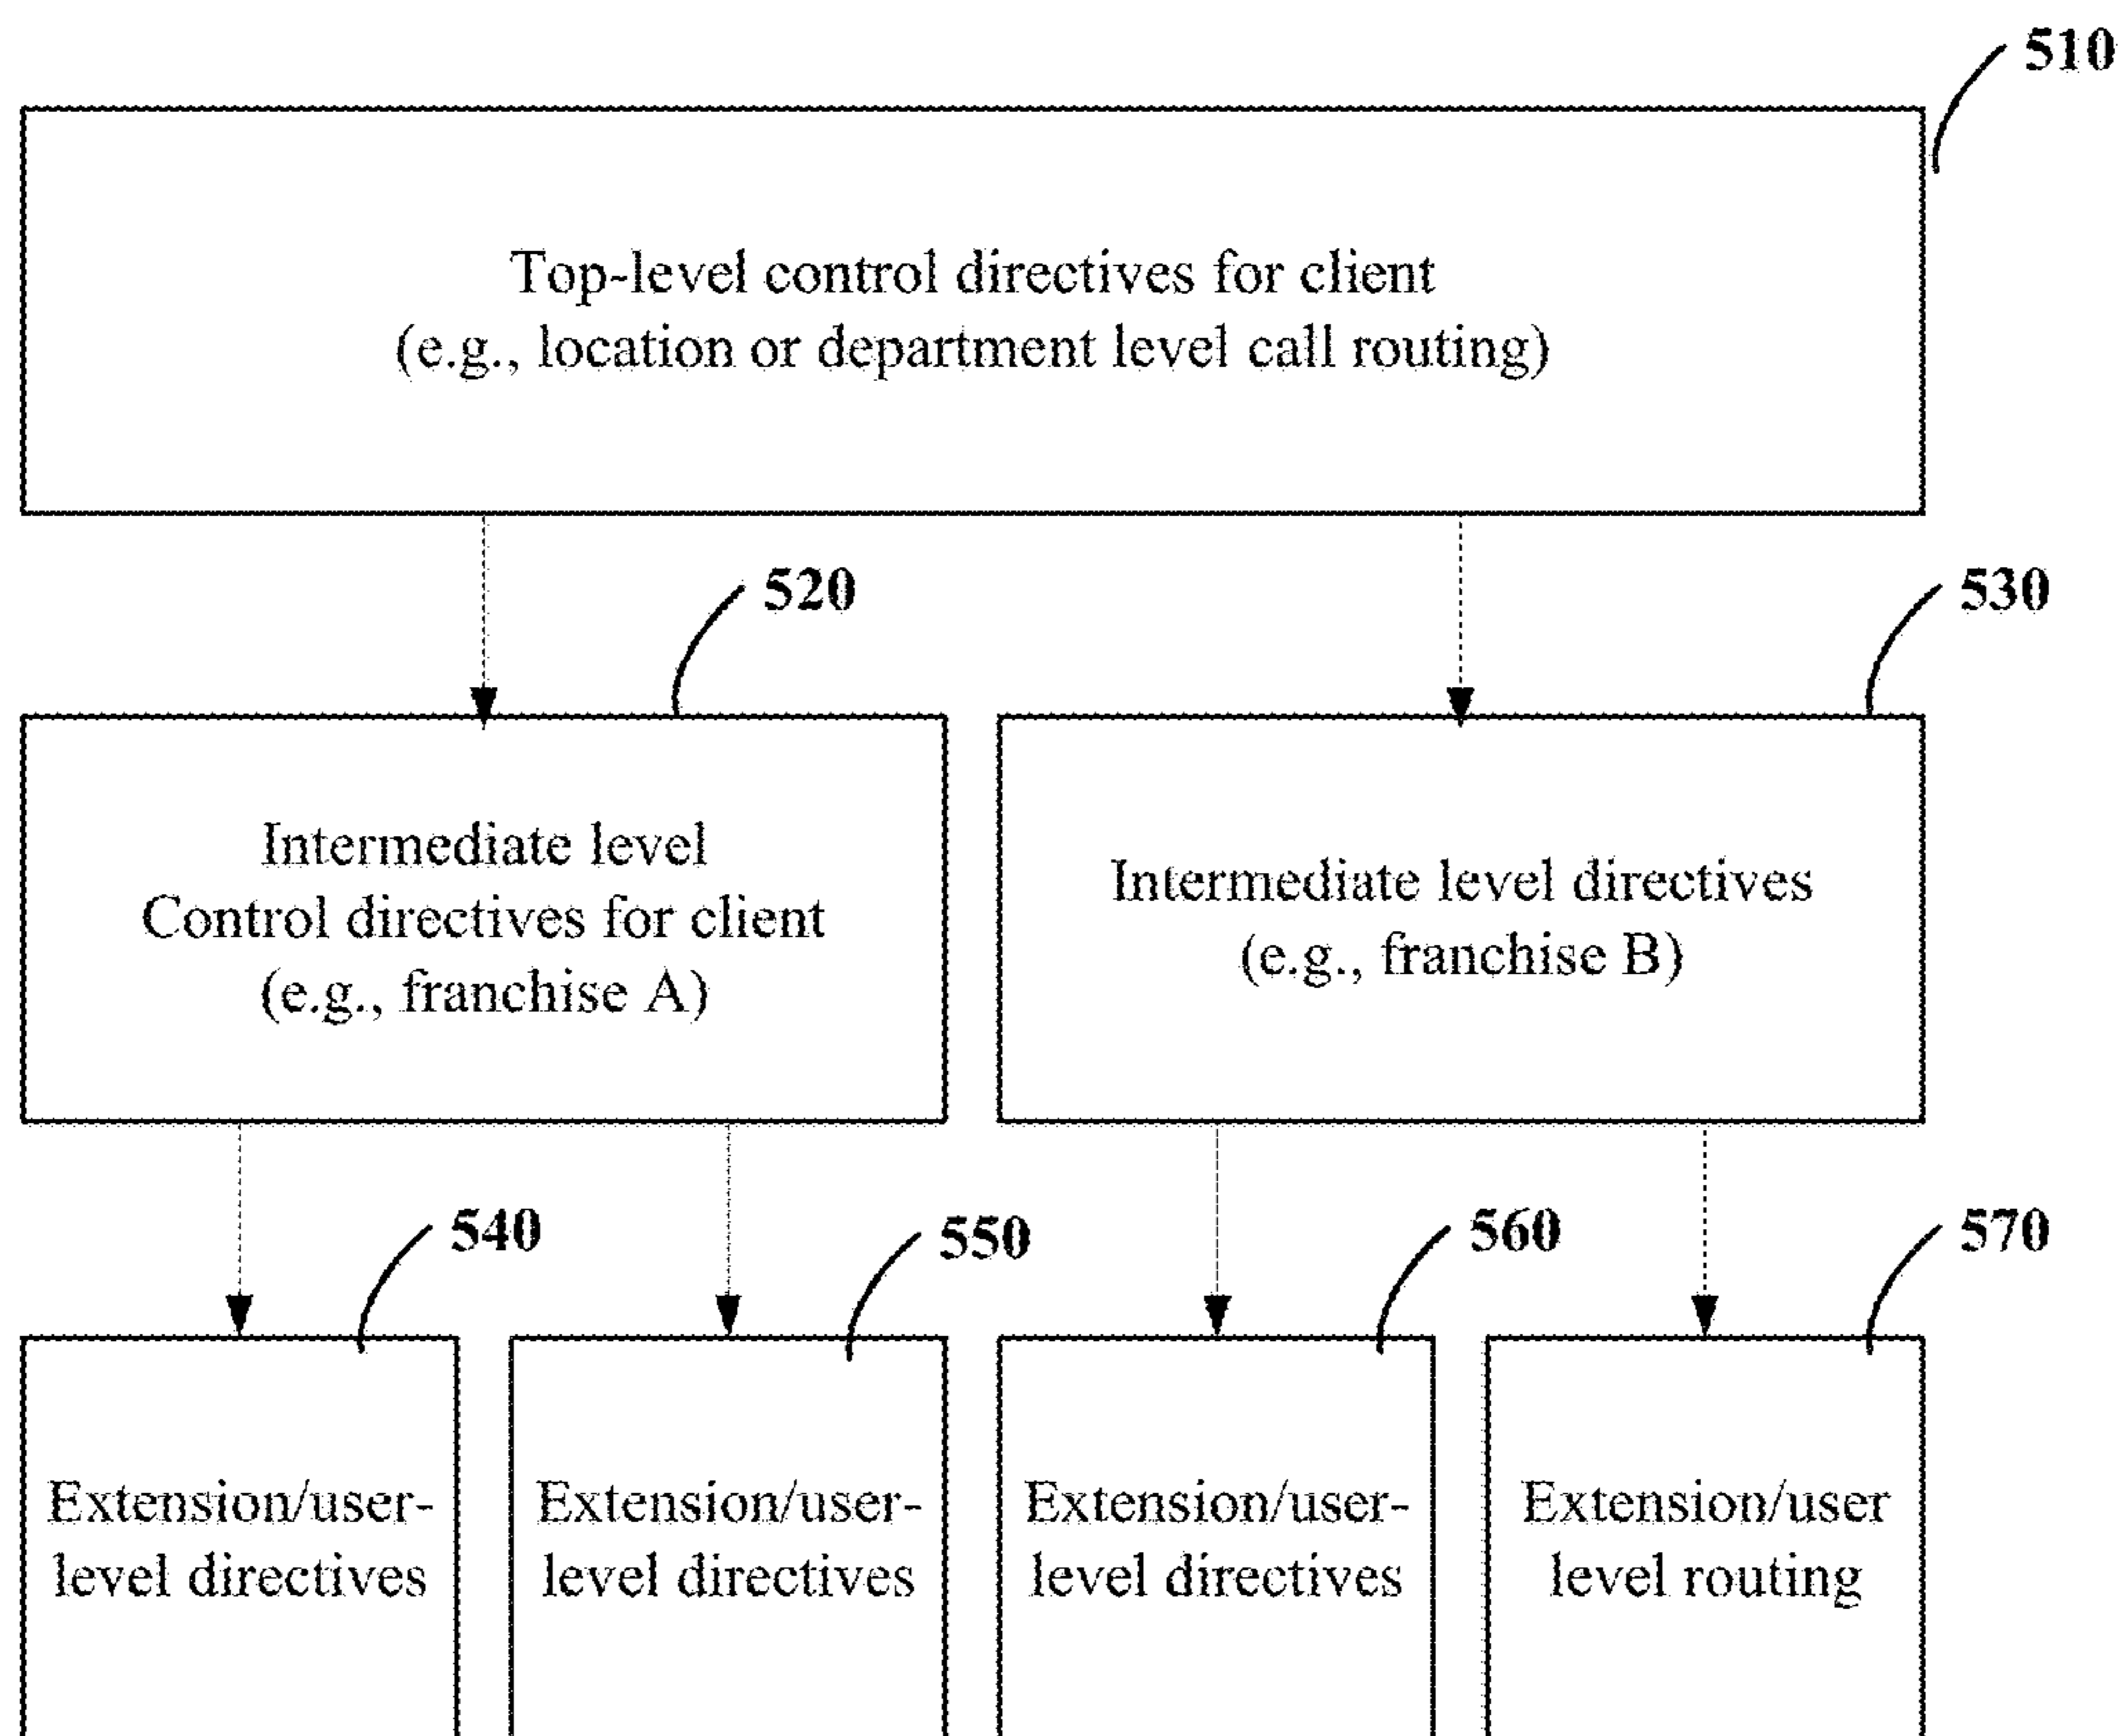 510
Top-level control directives for client
(e.g., location or department level call routing)
520
530
Intermediate level
Control directives for client
(e.g., franchise A)
Intermediate level directives
(e.g., franchise B)
540
550
560
570
Extension/user-
level directives
Extension/user-
level directives
Extension/user-
level directives
Extension/user
level routing